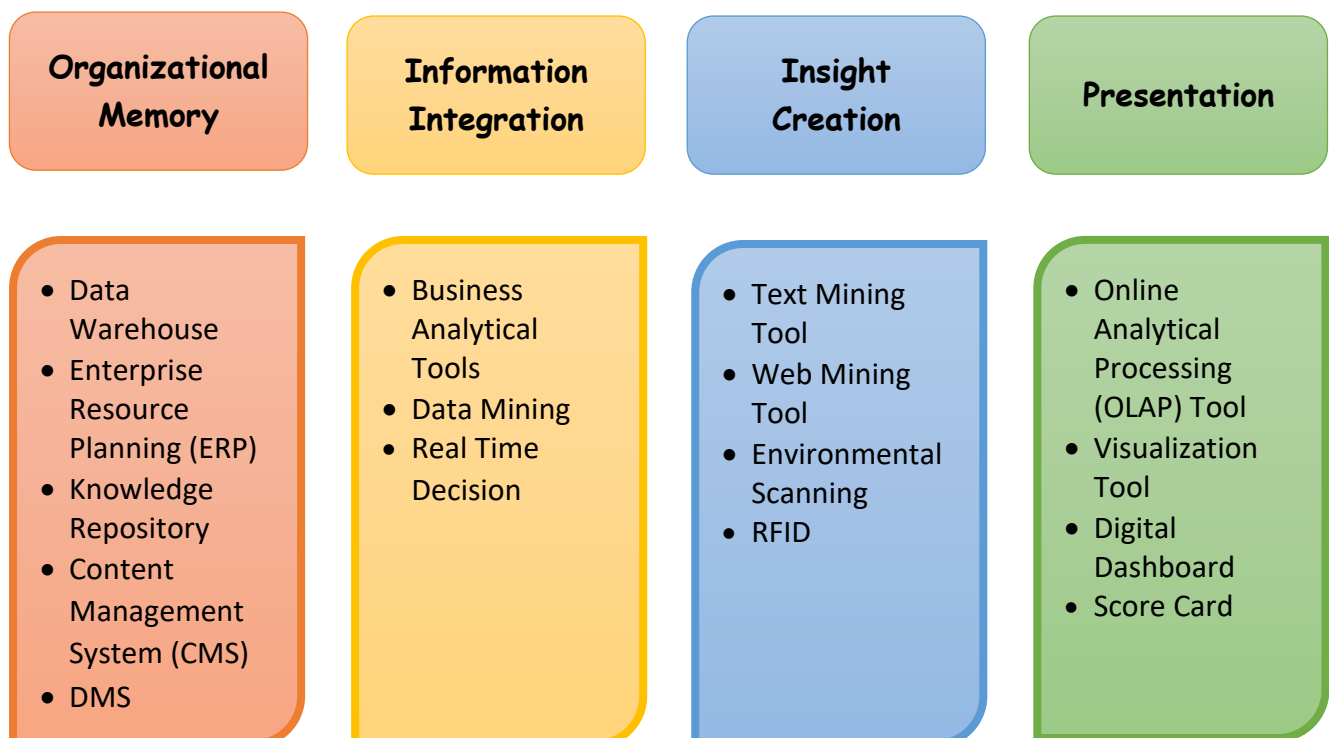 Organizational
Memory
Information
Integration
Insight
Creation
Presentation
• Data
Warehouse
• Enterprise
Resource
Planning (ERP)
• Knowledge
Repository
• Content
Management
System (CMS)
• DMS
• Business
Analytical
Tools
• Data Mining
• Real Time
Decision
• Text Mining
Tool
• Web Mining
Tool
• Environmental
Scanning
• RFID
• Online
Analytical
Processing
(OLAP) Tool
• Visualization
Tool
• Digital
Dashboard
• Score Card